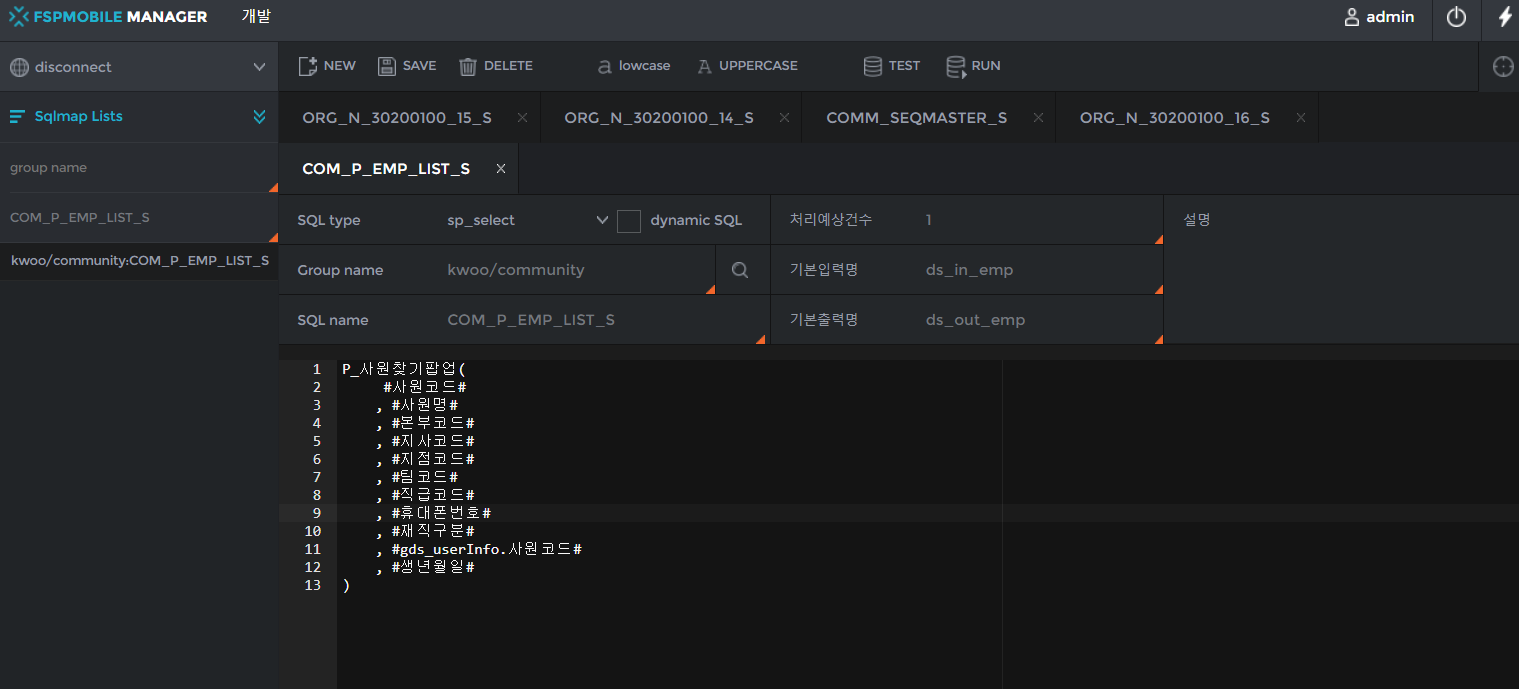 FSPMOBILE MANAGER 개발 admin
disconnect
NEW SAVE DELETE lowcase UPPERCASE TEST RUN
Sqlmap Lists
ORG_N_30200100_15_S ORG_N_30200100_14_S COMM_SEQMASTER_S ORG_N_30200100_16_S
group name
COM_P_EMP_LIST_S
COM_P_EMP_LIST_S
kwoo/community:COM_P_EMP_LIST_S
SQL type sp_select dynamic SQL 처리예상건수 1 설명
Group name kwoo/community 기본입력명 ds_in_emp
SQL name COM_P_EMP_LIST_S 기본출력명 ds_out_emp
1 P_사원찾기팝업(
2 #사원코드#
3 , #사원명#
4 , #본부코드#
5 , #지사코드#
6 , #지점코드#
7 , #팀코드#
8 , #직급코드#
9 , #휴대폰번호#
10 , #재직구분#
11 , #gds_userInfo.사원코드#
12 , #생년월일#
13 )